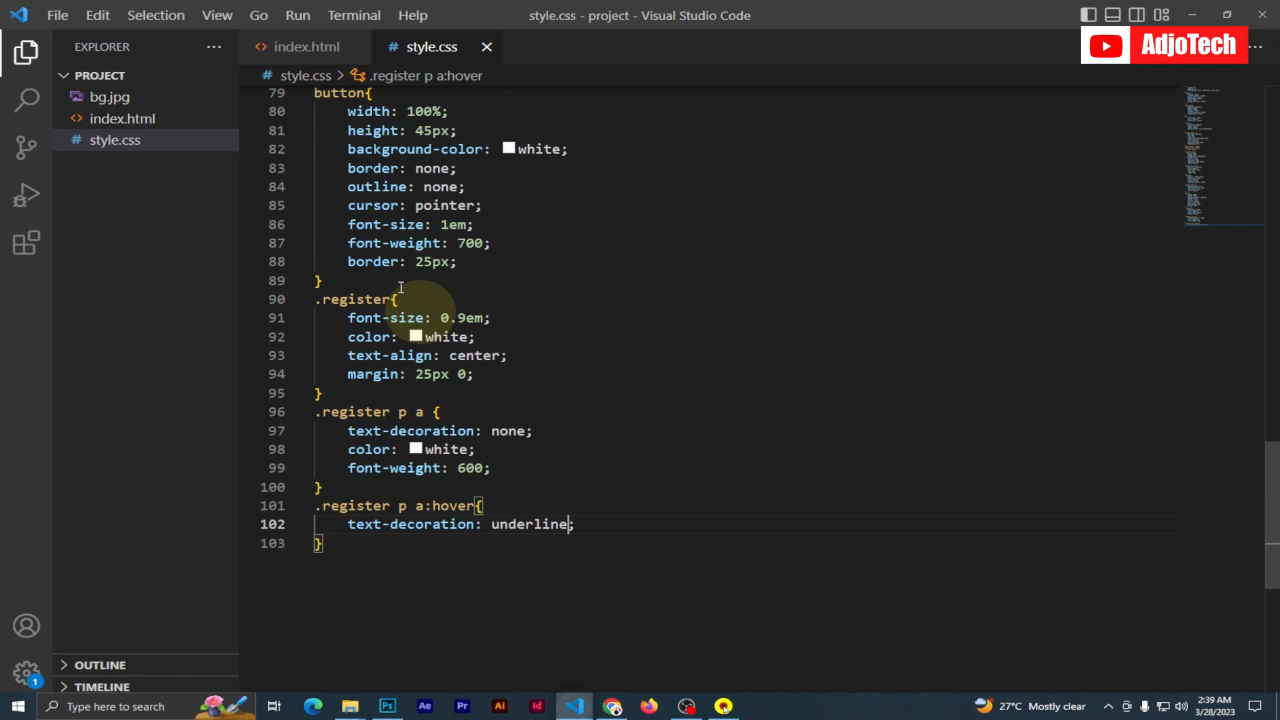 File Edit Selection View Go Run Terminal Help
style.css - project - Visual Studio Code
AdjoTech
EXPLORER
PROJECT
bg.jpg
index.html
style.css
OUTLINE
TIMELINE
index.html
# style.css
# style.css > .register p a:hover
79 button{
80 width: 100%;
81 height: 45px;
82 background-color: white;
83 border: none;
84 outline: none;
85 cursor: pointer;
86 font-size: 1em;
87 font-weight: 700;
88 border: 25px;
89 }
90 .register{
91 font-size: 0.9em;
92 color: white;
93 text-align: center;
94 margin: 25px 0;
95 }
96 .register p a {
97 text-decoration: none;
98 color: white;
99 font-weight: 600;
100 }
101 .register p a:hover{
102 text-decoration: underline;
103 }
1
Type here to search
Ps Ae Pr Ai Id
27°C Mostly clear
2:39 AM
3/28/2023